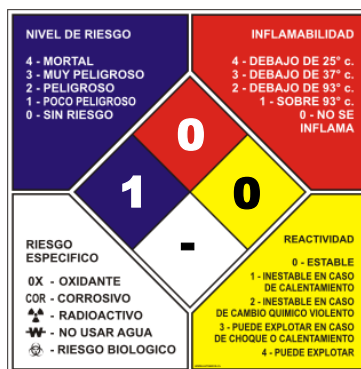 NIVEL DE RIESGO
4 - MORTAL
3 - MUY PELIGROSO
2 - PELIGROSO
1 - POCO PELIGROSO
0 - SIN RIESGO
INFLAMABILIDAD
4 - DEBAJO DE 25° c.
3 - DEBAJO DE 37° c.
2 - DEBAJO DE 93° c.
1 - SOBRE 93° c.
0 - NO SE
INFLAMA
0
1
0
-
RIESGO
ESPECIFICO
OX - OXIDANTE
COR - CORROSIVO
- RADIOACTIVO
W - NO USAR AGUA
- RIESGO BIOLOGICO
REACTIVIDAD
0 - ESTABLE
1 - INESTABLE EN CASO
DE CALENTAMIENTO
2 - INESTABLE EN CASO
DE CAMBIO QUIMICO VIOLENTO
3 - PUEDE EXPLOTAR EN CASO
DE CHOQUE O CALENTAMIENTO
4 - PUEDE EXPLOTAR